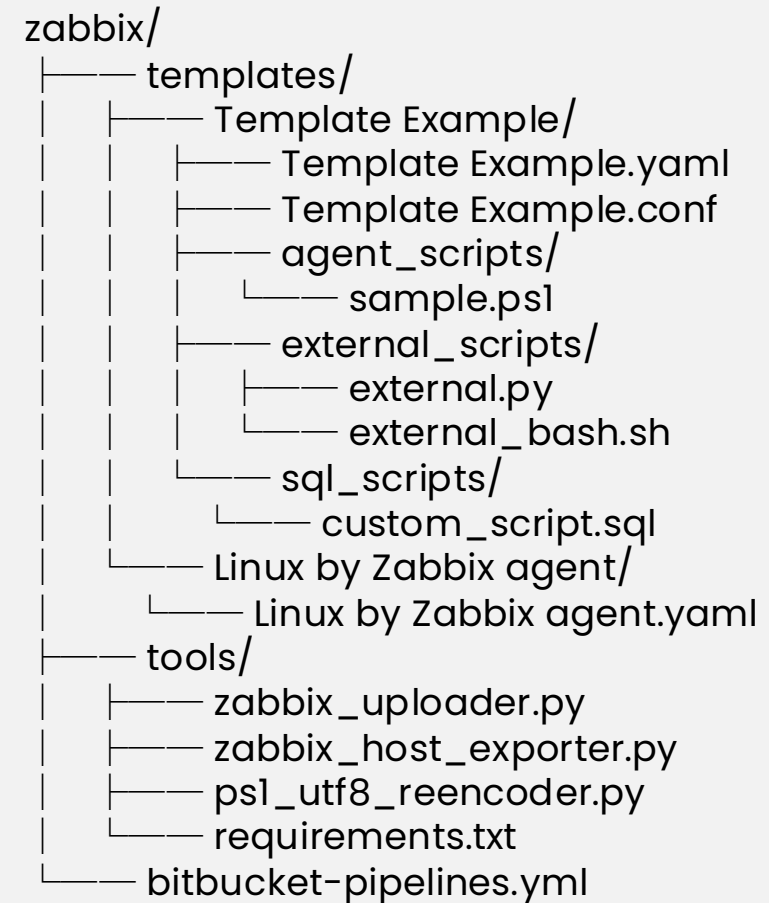 zabbix/
├── templates/
│   ├── Template Example/
│   │   ├── Template Example.yaml
│   │   ├── Template Example.conf
│   │   ├── agent_scripts/
│   │   │   └── sample.ps1
│   │   ├── external_scripts/
│   │   │   ├── external.py
│   │   │   └── external_bash.sh
│   │   └── sql_scripts/
│   │       └── custom_script.sql
│   └── Linux by Zabbix agent/
│       └── Linux by Zabbix agent.yaml
├── tools/
│   ├── zabbix_uploader.py
│   ├── zabbix_host_exporter.py
│   ├── ps1_utf8_reencoder.py
│   └── requirements.txt
└── bitbucket-pipelines.yml